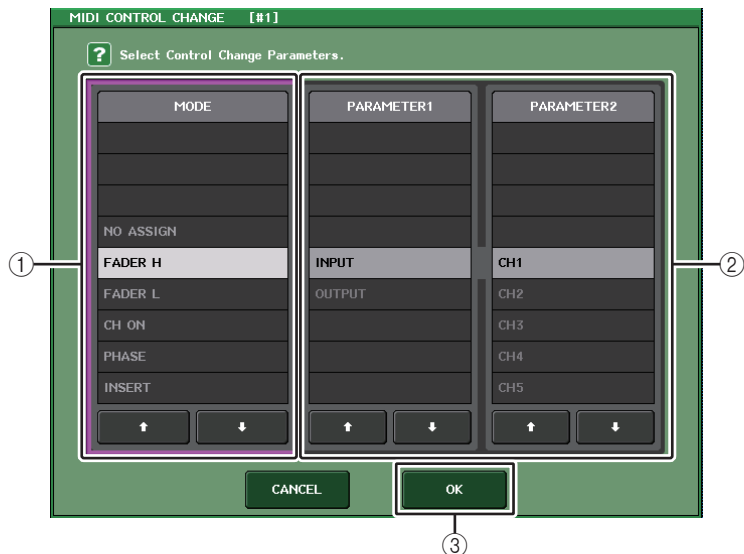 MIDI CONTROL CHANGE [#1]
? Select Control Change Parameters.
MODE
NO ASSIGN
FADER H
FADER L
CH ON
PHASE
INSERT
PARAMETER1
INPUT
OUTPUT
PARAMETER2
CH1
CH2
CH3
CH4
CH5
①
②
CANCEL
OK
③